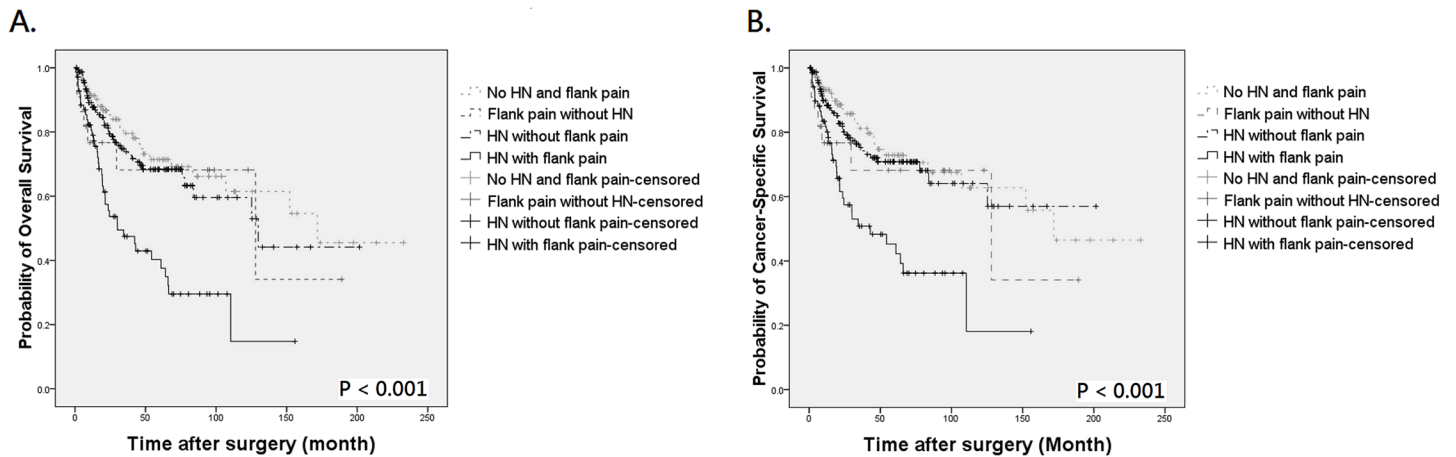 A.
Probability of Overall Survival
1.0
0.8
0.6
0.4
0.2
0.0
0
50
100
150
200
250
P < 0.001
Time after surgery (month)
No HN and flank pain
Flank pain without HN
HN without flank pain
HN with flank pain
No HN and flank pain-censored
Flank pain without HN-censored
HN without flank pain-censored
HN with flank pain-censored
B.
Probability of Cancer-Specific Survival
1.0
0.8
0.6
0.4
0.2
0.0
0
50
100
150
200
250
P < 0.001
Time after surgery (Month)
No HN and flank pain
Flank pain without HN
HN without flank pain
HN with flank pain
No HN and flank pain-censored
Flank pain without HN-censored
HN without flank pain-censored
HN with flank pain-censored